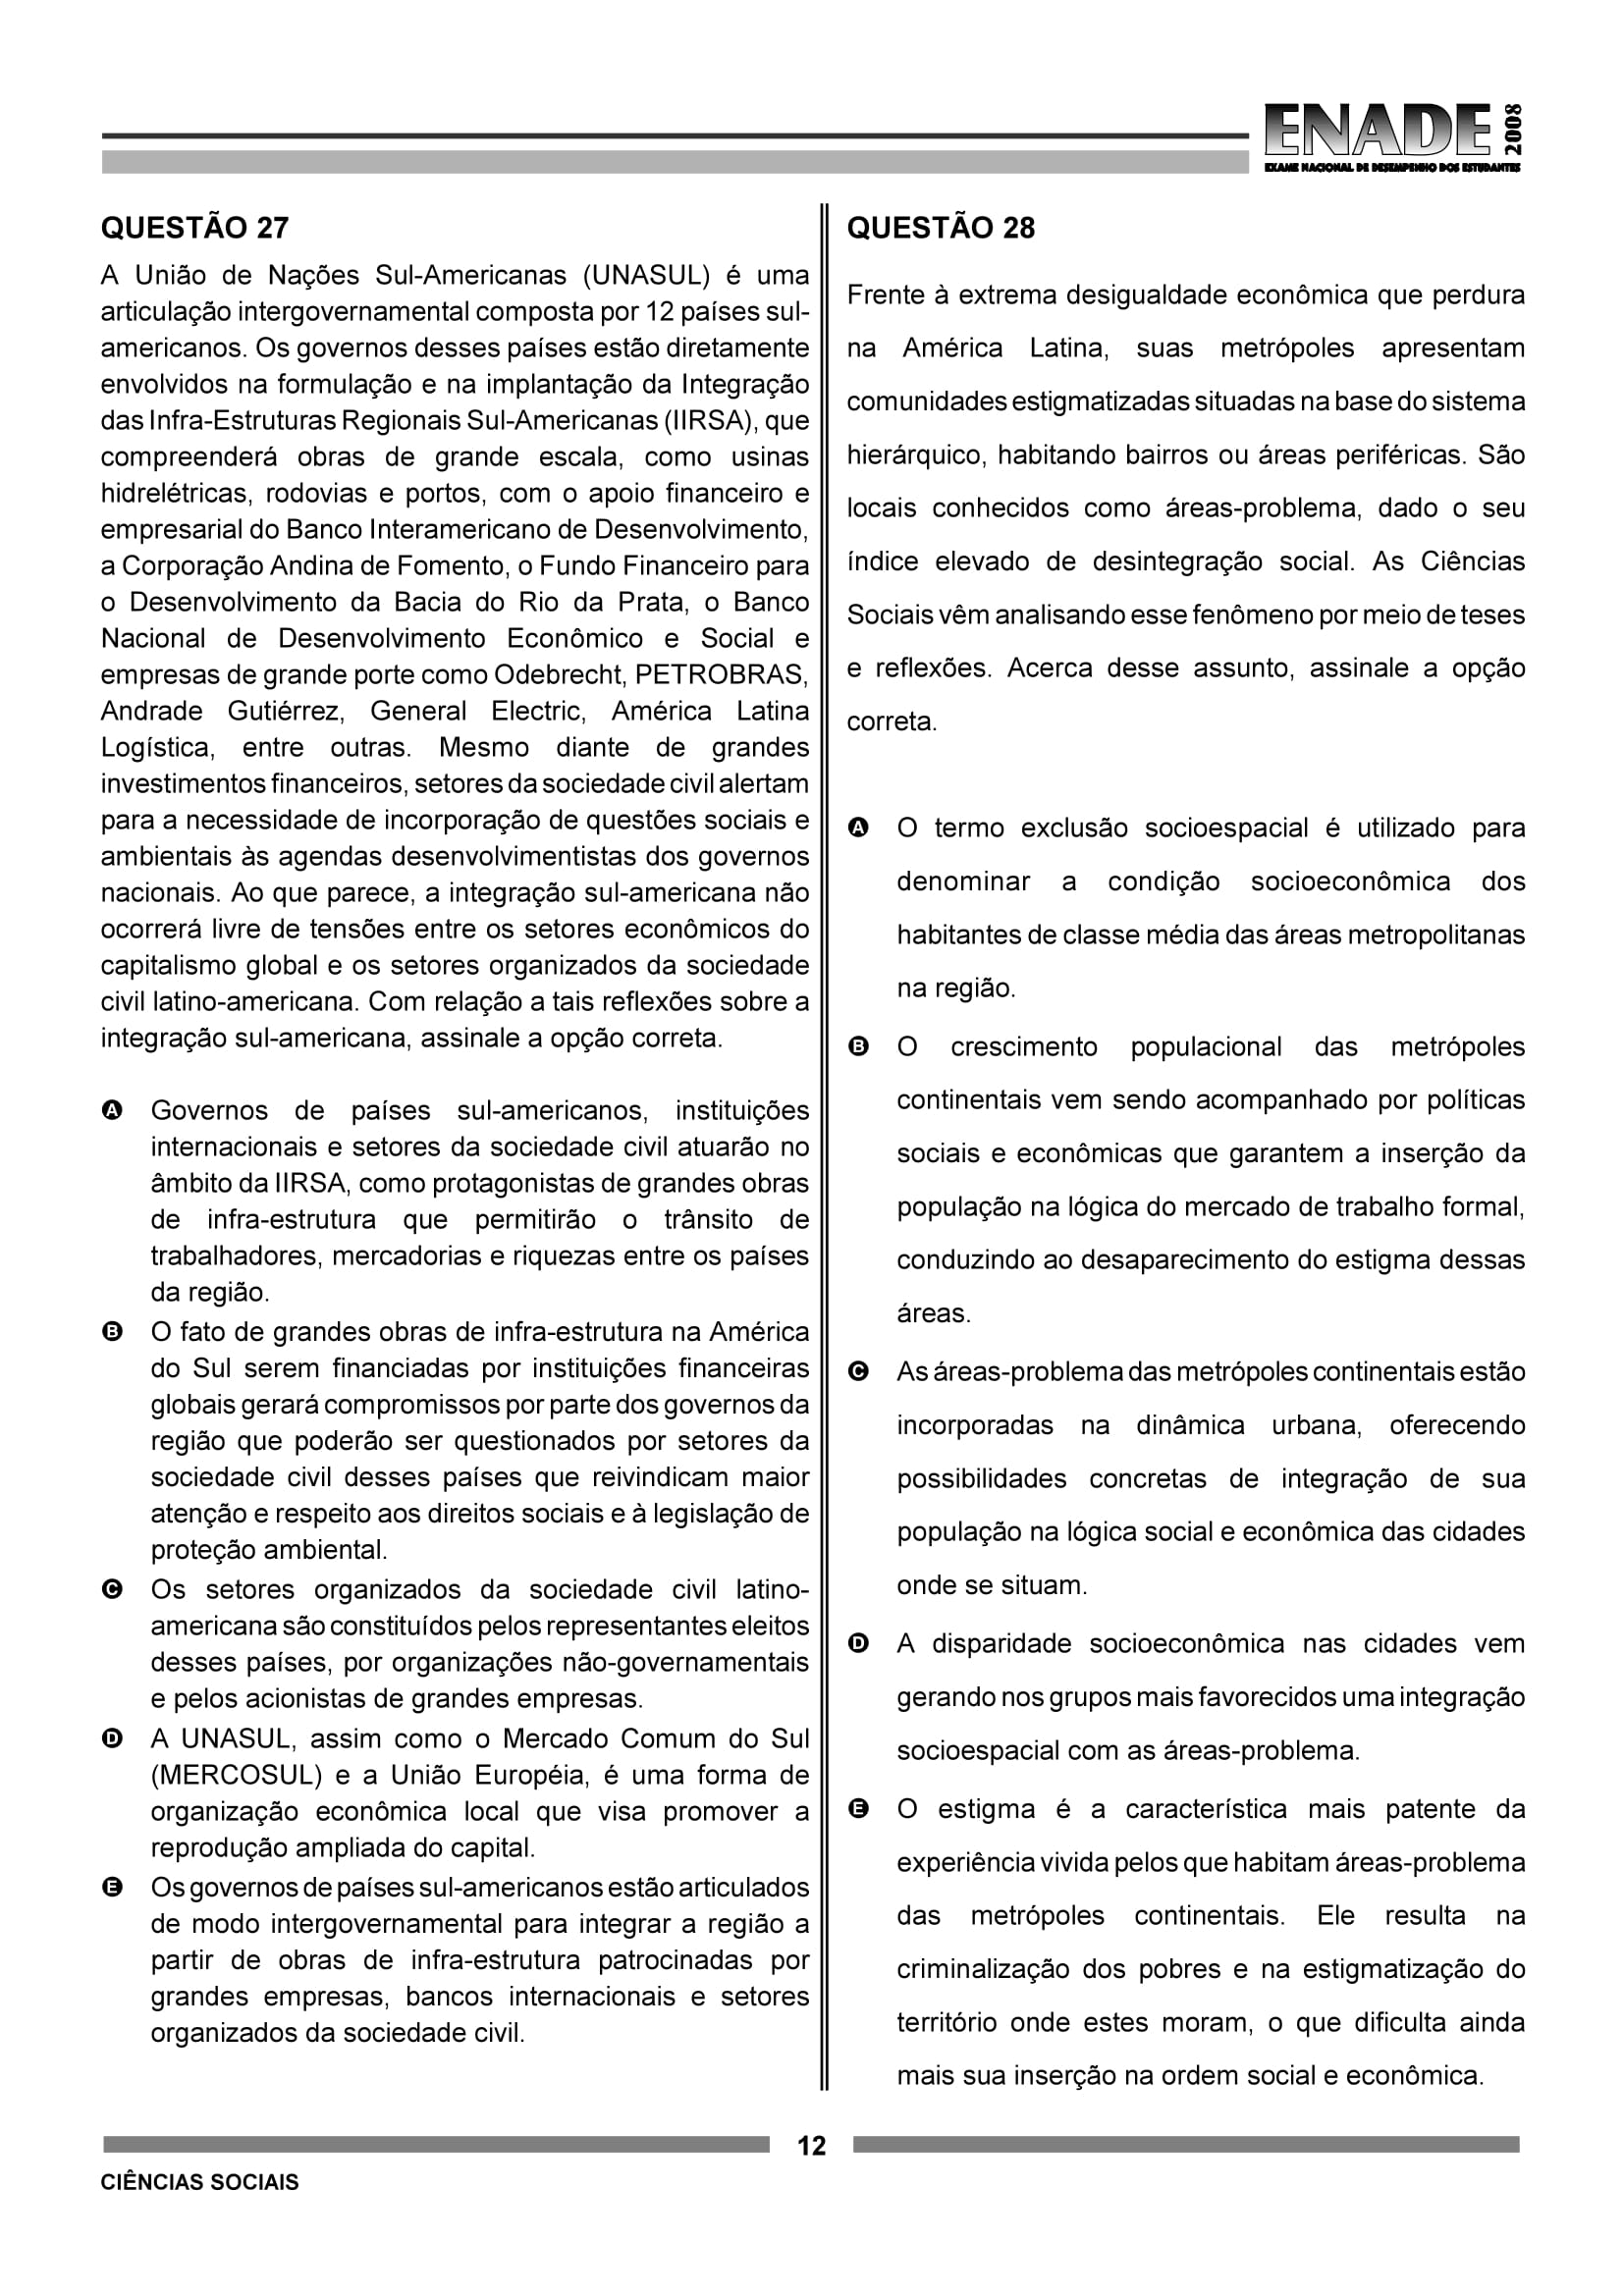 ENADE 2008
EXAME NACIONAL DE DESEMPENHO DOS ESTUDANTES
QUESTÃO 27
A União de Nações Sul-Americanas (UNASUL) é uma
articulação intergovernamental composta por 12 países sul-
americanos. Os governos desses países estão diretamente
envolvidos na formulação e na implantação da Integração
das Infra-Estruturas Regionais Sul-Americanas (IIRSA), que
compreenderá obras de grande escala, como usinas
hidrelétricas, rodovias e portos, com o apoio financeiro e
empresarial do Banco Interamericano de Desenvolvimento,
a Corporação Andina de Fomento, o Fundo Financeiro para
o Desenvolvimento da Bacia do Rio da Prata, o Banco
Nacional de Desenvolvimento Econômico e Social e
empresas de grande porte como Odebrecht, PETROBRAS,
Andrade Gutiérrez, General Electric, América Latina
Logística, entre outras. Mesmo diante de grandes
investimentos financeiros, setores da sociedade civil alertam
para a necessidade de incorporação de questões sociais e
ambientais às agendas desenvolvimentistas dos governos
nacionais. Ao que parece, a integração sul-americana não
ocorrerá livre de tensões entre os setores econômicos do
capitalismo global e os setores organizados da sociedade
civil latino-americana. Com relação a tais reflexões sobre a
integração sul-americana, assinale a opção correta.
A Governos de países sul-americanos, instituições
internacionais e setores da sociedade civil atuarão no
âmbito da IIRSA, como protagonistas de grandes obras
de infra-estrutura que permitirão o trânsito de
trabalhadores, mercadorias e riquezas entre os países
da região.
B O fato de grandes obras de infra-estrutura na América
do Sul serem financiadas por instituições financeiras
globais gerará compromissos por parte dos governos da
região que poderão ser questionados por setores da
sociedade civil desses países que reivindicam maior
atenção e respeito aos direitos sociais e à legislação de
proteção ambiental.
C Os setores organizados da sociedade civil latino-
americana são constituídos pelos representantes eleitos
desses países, por organizações não-governamentais
e pelos acionistas de grandes empresas.
D A UNASUL, assim como o Mercado Comum do Sul
(MERCOSUL) e a União Européia, é uma forma de
organização econômica local que visa promover a
reprodução ampliada do capital.
E Os governos de países sul-americanos estão articulados
de modo intergovernamental para integrar a região a
partir de obras de infra-estrutura patrocinadas por
grandes empresas, bancos internacionais e setores
organizados da sociedade civil.
QUESTÃO 28
Frente à extrema desigualdade econômica que perdura
na América Latina, suas metrópoles apresentam
comunidades estigmatizadas situadas na base do sistema
hierárquico, habitando bairros ou áreas periféricas. São
locais conhecidos como áreas-problema, dado o seu
índice elevado de desintegração social. As Ciências
Sociais vêm analisando esse fenômeno por meio de teses
e reflexões. Acerca desse assunto, assinale a opção
correta.
A O termo exclusão socioespacial é utilizado para
denominar a condição socioeconômica dos
habitantes de classe média das áreas metropolitanas
na região.
B O crescimento populacional das metrópoles
continentais vem sendo acompanhado por políticas
sociais e econômicas que garantem a inserção da
população na lógica do mercado de trabalho formal,
conduzindo ao desaparecimento do estigma dessas
áreas.
C As áreas-problema das metrópoles continentais estão
incorporadas na dinâmica urbana, oferecendo
possibilidades concretas de integração de sua
população na lógica social e econômica das cidades
onde se situam.
D A disparidade socioeconômica nas cidades vem
gerando nos grupos mais favorecidos uma integração
socioespacial com as áreas-problema.
E O estigma é a característica mais patente da
experiência vivida pelos que habitam áreas-problema
das metrópoles continentais. Ele resulta na
criminalização dos pobres e na estigmatização do
território onde estes moram, o que dificulta ainda
mais sua inserção na ordem social e econômica.
12
CIÊNCIAS SOCIAIS